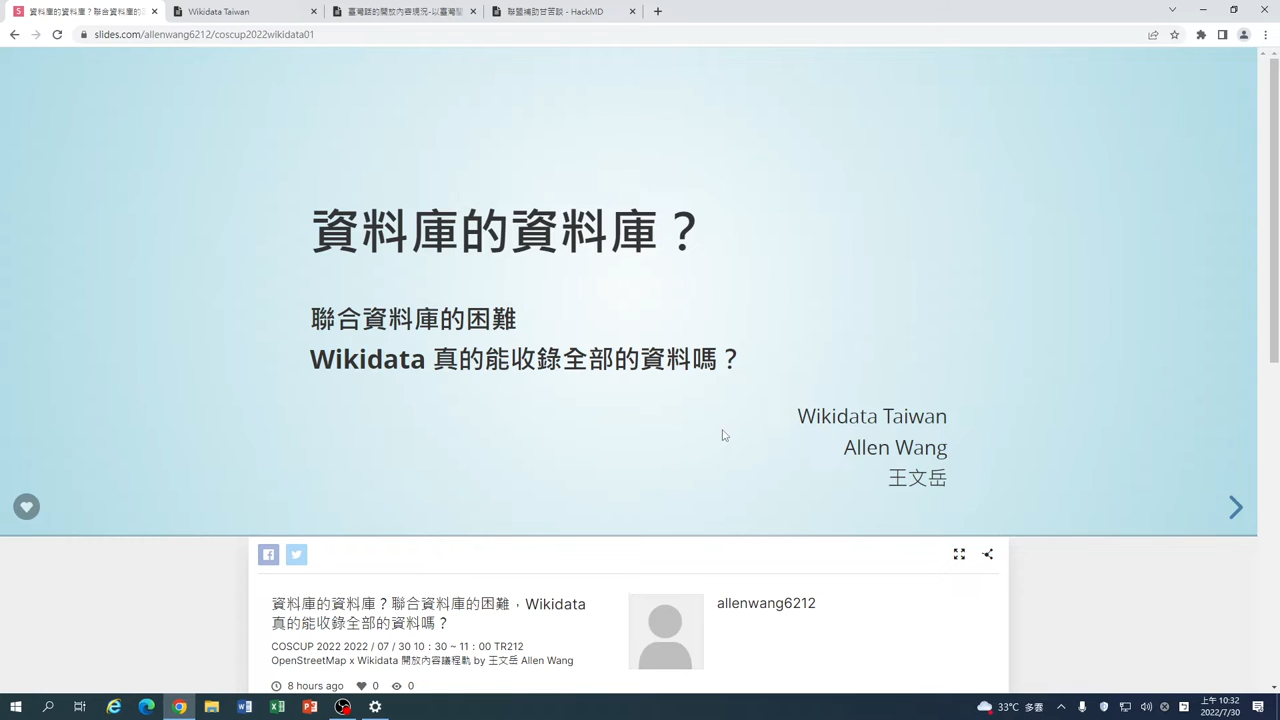 資料庫的資料庫？聯合資料庫的
Wikidata Taiwan
臺灣話的開放內容現況-以臺灣
聯盟補助甘苦談 - HackMD
slides.com/allenwang6212/coscup2022wikidata01
資料庫的資料庫？
聯合資料庫的困難
Wikidata 真的能收錄全部的資料嗎？
Wikidata Taiwan
Allen Wang
王文岳
資料庫的資料庫？聯合資料庫的困難，Wikidata
真的能收錄全部的資料嗎？
allenwang6212
COSCUP 2022 2022 / 07 / 30 10：30 ~ 11：00 TR212
OpenStreetMap x Wikidata 開放內容議程軌 by 王文岳 Allen Wang
8 hours ago 0 0
33°C 多雲
上午 10:32
2022/7/30